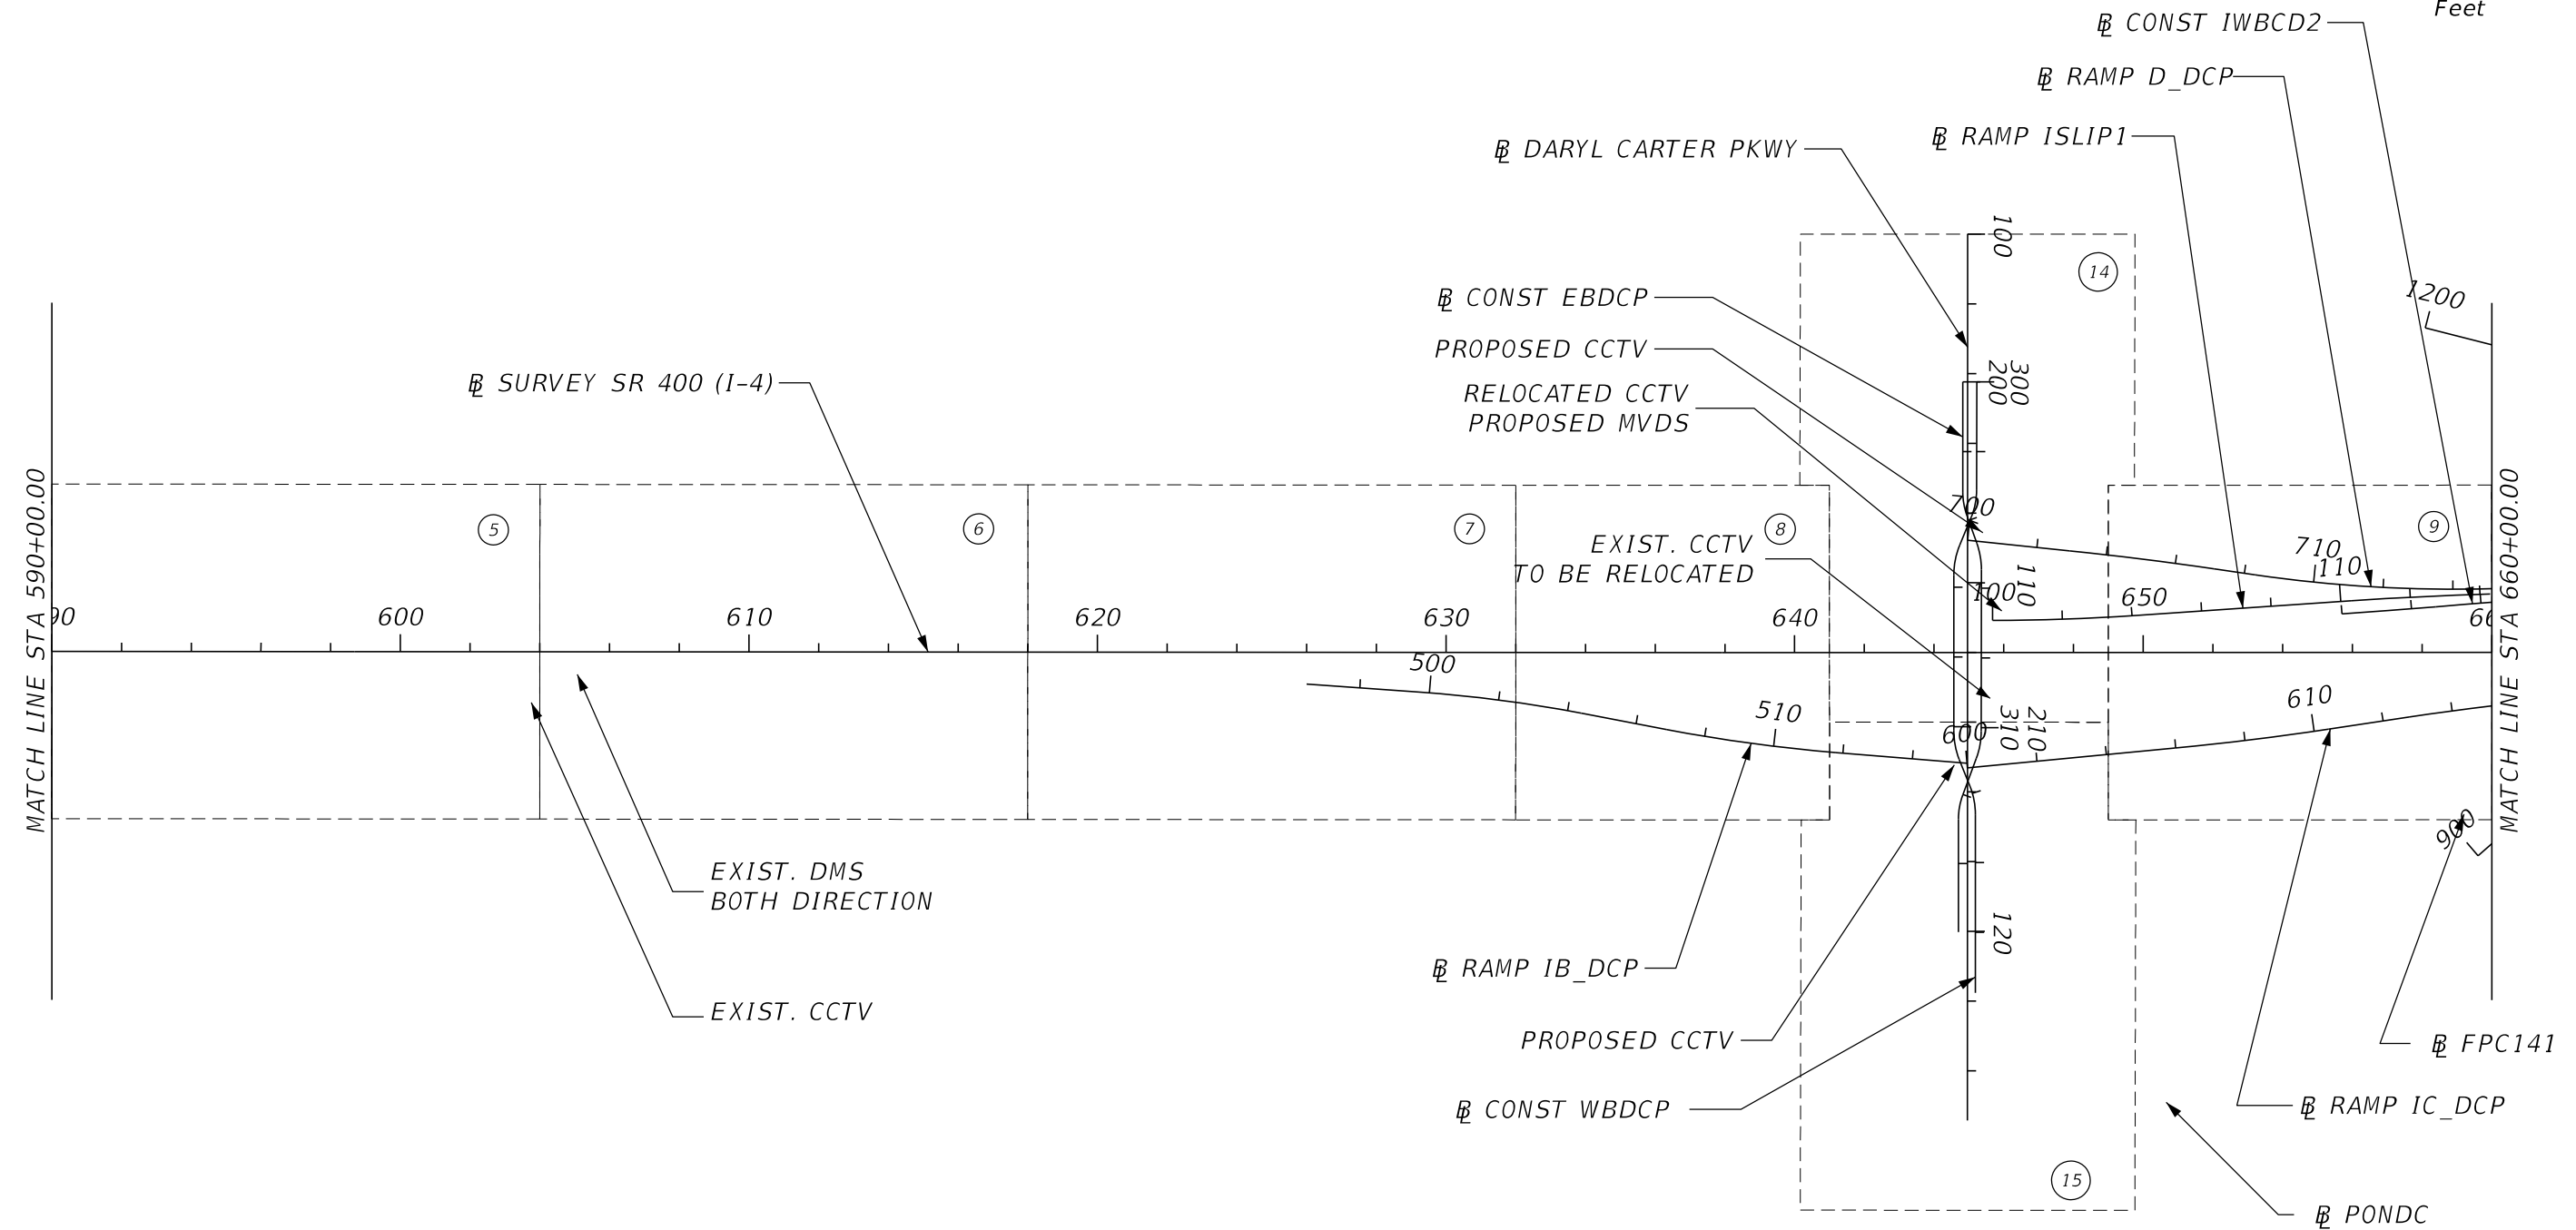 Feet
℄ CONST IWBCD2
℄ RAMP D_DCP
℄ RAMP ISLIP1
℄ DARYL CARTER PKWY
100
14
1200
℄ CONST EBDCP
PROPOSED CCTV
300
200
℄ SURVEY SR 400 (I-4)
RELOCATED CCTV
PROPOSED MVDS
MATCH LINE STA 590+00.00
MATCH LINE STA 660+00.00
5
6
7
8
9
700
EXIST. CCTV
TO BE RELOCATED
710
110
110
100
90
600
610
620
630
640
650
66
500
510
600
310
210
610
900
EXIST. DMS
BOTH DIRECTION
120
℄ RAMP IB_DCP
EXIST. CCTV
PROPOSED CCTV
℄ FPC141
℄ CONST WBDCP
℄ RAMP IC_DCP
15
℄ PONDC